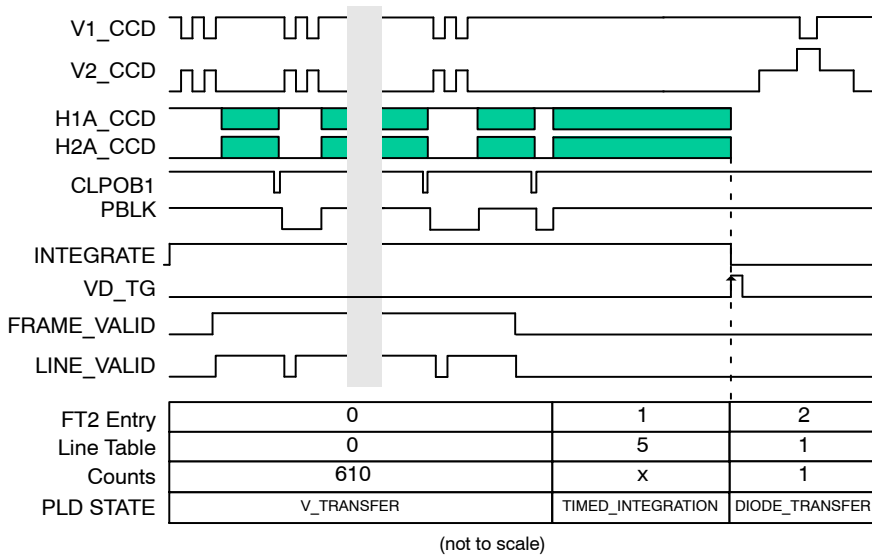 V1_CCD
V2_CCD
H1A_CCD
H2A_CCD
CLPOB1
PBLK
INTEGRATE
VD_TG
FRAME_VALID
LINE_VALID
FT2 Entry 0 1 2
Line Table 0 5 1
Counts 610 x 1
PLD STATE V_TRANSFER TIMED_INTEGRATION DIODE_TRANSFER
(not to scale)